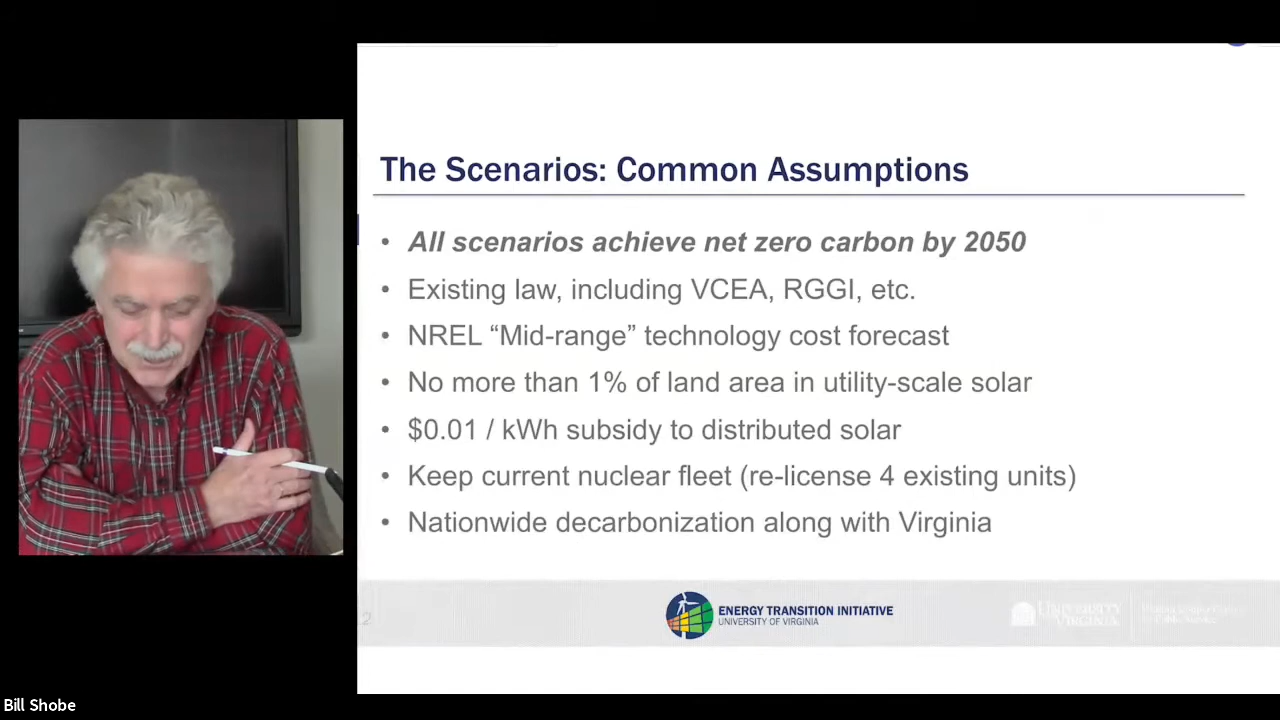 The Scenarios: Common Assumptions
• All scenarios achieve net zero carbon by 2050
• Existing law, including VCEA, RGGI, etc.
• NREL “Mid-range” technology cost forecast
• No more than 1% of land area in utility-scale solar
• $0.01 / kWh subsidy to distributed solar
• Keep current nuclear fleet (re-license 4 existing units)
• Nationwide decarbonization along with Virginia
2
ENERGY TRANSITION INITIATIVE
UNIVERSITY OF VIRGINIA
UNIVERSITY
VIRGINIA
Bill Shobe